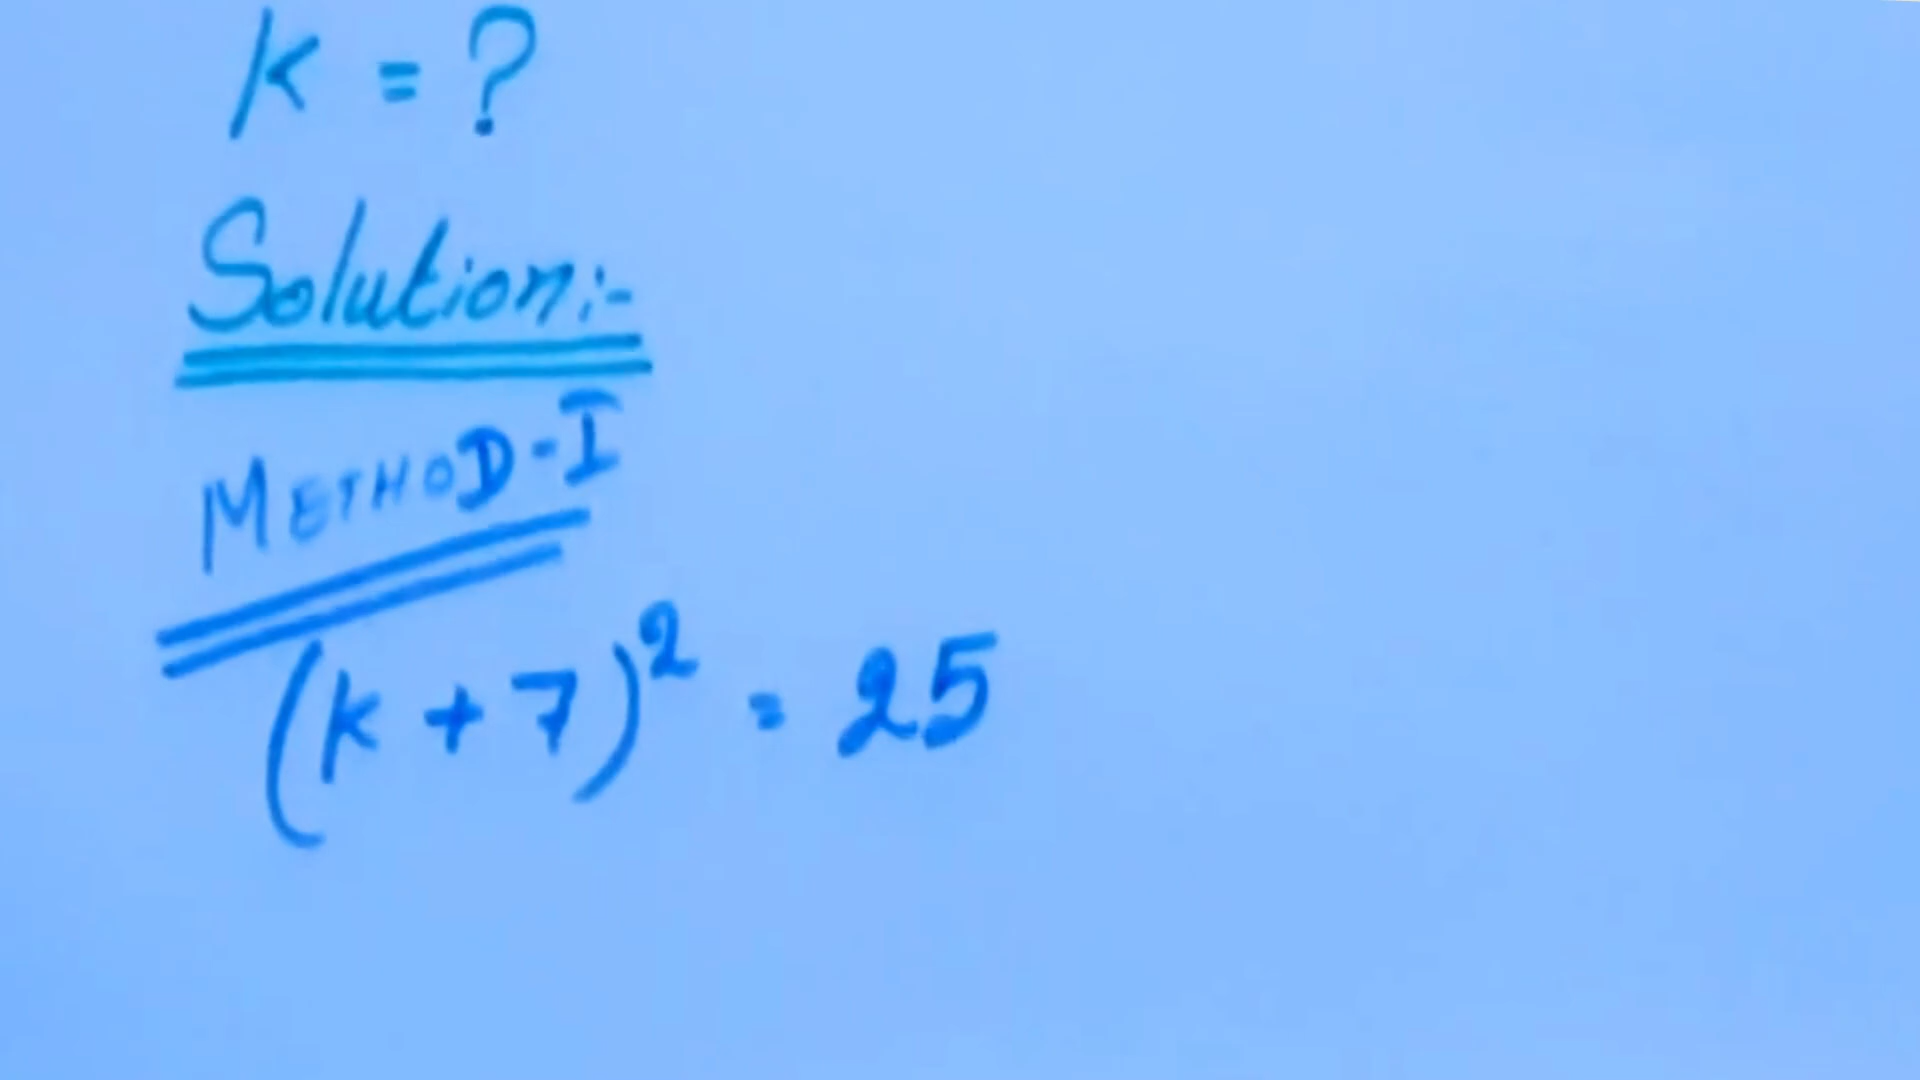 K = ?
Solution:-
METHOD-I
(k + 7)² = 25